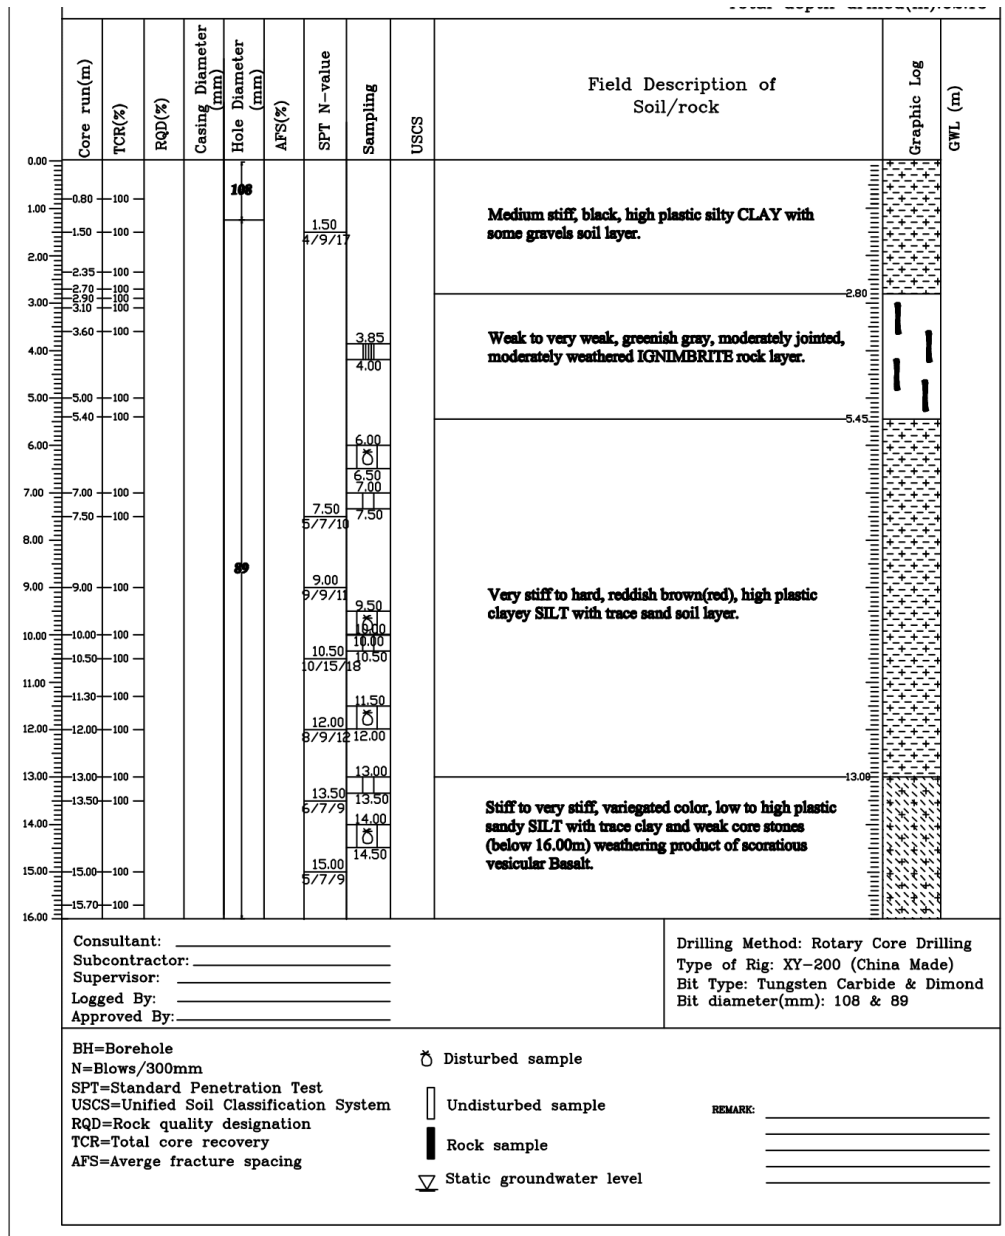 Core run(m)
TCR(%)
RQD(%)
Casing Diameter (mm)
Hole Diameter (mm)
AFS(%)
SPT N-value
Sampling
USCS
Field Description of
Soil/rock
Graphic Log
GWL (m)
0.00
1.00
2.00
3.00
4.00
5.00
6.00
7.00
8.00
9.00
10.00
11.00
12.00
13.00
14.00
15.00
16.00
0.80 100
1.50 100
2.35 100
2.70 100
2.90 100
3.10 100
3.60 100
5.00 100
5.40 100
7.00 100
7.50 100
9.00 100
10.00 100
10.50 100
11.30 100
12.00 100
13.00 100
13.50 100
15.00 100
15.70 100
108
89
1.50
4/9/17
7.50
5/7/10
9.00
9/9/11
10.50
10/15/18
12.00
8/9/12
13.50
6/7/9
15.00
5/7/9
3.85
4.00
6.00
6.50
7.00
7.50
9.50
10.00
10.00
10.50
11.50
12.00
13.00
13.50
14.00
14.50
Medium stiff, black, high plastic silty CLAY with
some gravels soil layer.
2.80
Weak to very weak, greenish gray, moderately jointed,
moderately weathered IGNIMBRITE rock layer.
5.45
Very stiff to hard, reddish brown(red), high plastic
clayey SILT with trace sand soil layer.
13.00
Stiff to very stiff, variegated color, low to high plastic
sandy SILT with trace clay and weak core stones
(below 16.00m) weathering product of scoratious
vesicular Basalt.
Consultant:
Subcontractor:
Supervisor:
Logged By:
Approved By:
Drilling Method: Rotary Core Drilling
Type of Rig: XY-200 (China Made)
Bit Type: Tungsten Carbide & Dimond
Bit diameter(mm): 108 & 89
BH=Borehole
N=Blows/300mm
SPT=Standard Penetration Test
USCS=Unified Soil Classification System
RQD=Rock quality designation
TCR=Total core recovery
AFS=Averge fracture spacing
Disturbed sample
Undisturbed sample
Rock sample
Static groundwater level
REMARK: